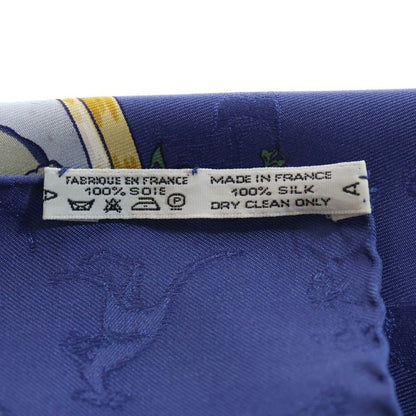 FABRIQUE EN FRANCE
100% SOIE
P
MADE IN FRANCE
100% SILK
DRY CLEAN ONLY
A
A